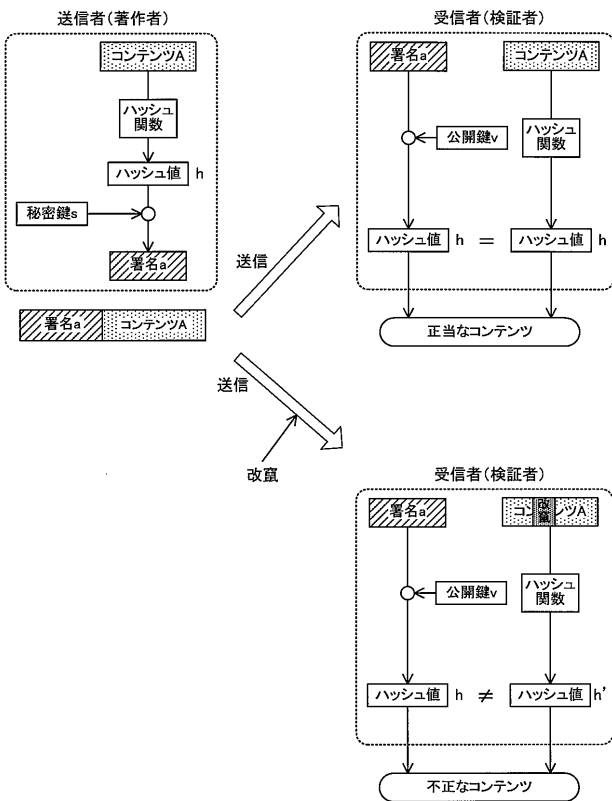 送信者(著作者)
コンテンツA
ハッシュ
関数
ハッシュ値 h
秘密鍵s
署名a
署名a コンテンツA
送信
受信者(検証者)
署名a コンテンツA
公開鍵v
ハッシュ
関数
ハッシュ値 h = ハッシュ値 h
正当なコンテンツ
送信
改竄
受信者(検証者)
署名a コンテンツA
改竄
公開鍵v
ハッシュ
関数
ハッシュ値 h ≠ ハッシュ値 h'
不正なコンテンツ